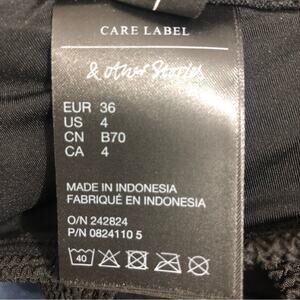 CARE LABEL
& other Stories
EUR 36
US 4
CN B70
CA 4
MADE IN INDONESIA
FABRIQUÉ EN INDONESIA
O/N 242824
P/N 0824110 5
40